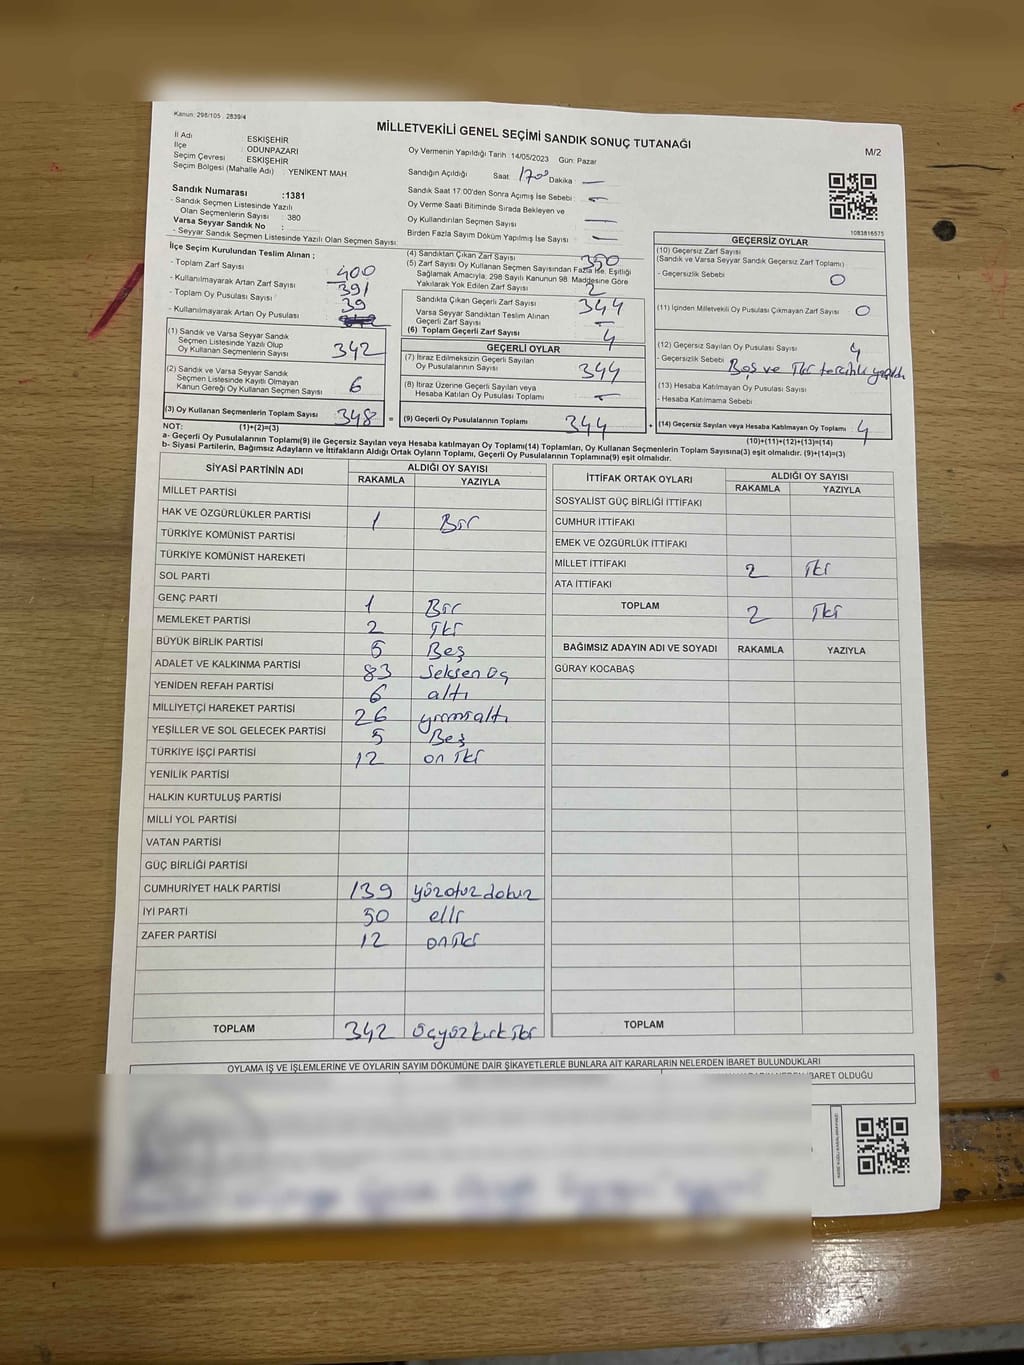 Kanun: 298/105 , 2839/4
MİLLETVEKİLİ GENEL SEÇİMİ SANDIK SONUÇ TUTANAĞI
M/2
İl Adı : ESKİŞEHİR
İlçe : ODUNPAZARI
Seçim Çevresi : ESKİŞEHİR
Seçim Bölgesi (Mahalle Adı) : YENİKENT MAH
Sandık Numarası :1381
- Sandık Seçmen Listesinde Yazılı
Olan Seçmenlerin Sayısı : 380
Varsa Seyyar Sandık No :
- Seyyar Sandık Seçmen Listesinde Yazılı Olan Seçmen Sayısı:
Oy Vermenin Yapıldığı Tarih :14/05/2023 Gün: Pazar
Sandığın Açıldığı Saat 17⁰⁰ Dakika —
Sandık Saat 17:00'den Sonra Açımış İse Sebebi : —
Oy Verme Saati Bitiminde Sırada Bekleyen ve
Oy Kullandırılan Seçmen Sayısı —
Birden Fazla Sayım Döküm Yapılmış İse Sayısı —
1083816575
İlçe Seçim Kurulundan Teslim Alınan ;
- Toplam Zarf Sayısı 400
- Kullanılmayarak Artan Zarf Sayısı
- Toplam Oy Pusulası Sayısı 391
- Kullanılmayarak Artan Oy Pusulası 39
(1) Sandık ve Varsa Seyyar Sandık
Seçmen Listesinde Yazılı Olup
Oy Kullanan Seçmenlerin Sayısı 342
(2) Sandık ve Varsa Seyyar Sandık
Seçmen Listesinde Kayıtlı Olmayan
Kanun Gereği Oy Kullanan Seçmen Sayısı 6
(3) Oy Kullanan Seçmenlerin Toplam Sayısı 348 =
(4) Sandıktan Çıkan Zarf Sayısı 350
(5) Zarf Sayısı Oy Kullanan Seçmen Sayısından Fazla İse, Eşitliği
Sağlamak Amacıyla, 298 Sayılı Kanunun 98. Maddesine Göre
Yakılarak Yok Edilen Zarf Sayısı 2
Sandıkta Çıkan Geçerli Zarf Sayısı 344
Varsa Seyyar Sandıktan Teslim Alınan
Geçerli Zarf Sayısı —
(6) Toplam Geçerli Zarf Sayısı 4
GEÇERLİ OYLAR
(7) İtiraz Edilmeksizin Geçerli Sayılan
Oy Pusulalarının Sayısı 344
(8) İtiraz Üzerine Geçerli Sayılan veya
Hesaba Katılan Oy Pusulası Toplamı —
(9) Geçerli Oy Pusulalarının Toplamı 344 +
GEÇERSİZ OYLAR
(10) Geçersiz Zarf Sayısı
(Sandık ve Varsa Seyyar Sandık Geçersiz Zarf Toplamı)
- Geçersizlik Sebebi 0
(11) İçinden Milletvekili Oy Pusulası Çıkmayan Zarf Sayısı 0
(12) Geçersiz Sayılan Oy Pusulası Sayısı 4
- Geçersizlik Sebebi Boş ve iki tercihli
(13) Hesaba Katılmayan Oy Pusulası Sayısı
- Hesaba Katılmama Sebebi
(14) Geçersiz Sayılan veya Hesaba Katılmayan Oy Toplamı 4
NOT: (1)+(2)=(3)
(10)+(11)+(12)+(13)=(14)
a- Geçerli Oy Pusulalarının Toplamı(9) ile Geçersiz Sayılan veya Hesaba katılmayan Oy Toplamı(14) Toplamları, Oy Kullanan Seçmenlerin Toplam Sayısına(3) eşit olmalıdır. (9)+(14)=(3)
b- Siyasi Partilerin, Bağımsız Adayların ve İttifakların Aldığı Ortak Oyların Toplamı, Geçerli Oy Pusulalarının Toplamına(9) eşit olmalıdır.
SİYASİ PARTİNİN ADI ALDIĞI OY SAYISI
RAKAMLA YAZIYLA
MİLLET PARTİSİ
HAK VE ÖZGÜRLÜKLER PARTİSİ 1 Bir
TÜRKİYE KOMÜNİST PARTİSİ
TÜRKİYE KOMÜNİST HAREKETİ
SOL PARTİ
GENÇ PARTİ 1 Bir
MEMLEKET PARTİSİ 2 iki
BÜYÜK BİRLİK PARTİSİ 5 Beş
ADALET VE KALKINMA PARTİSİ 83 seksen üç
YENİDEN REFAH PARTİSİ 6 altı
MİLLİYETÇİ HAREKET PARTİSİ 26 yirmialtı
YEŞİLLER VE SOL GELECEK PARTİSİ 5 Beş
TÜRKİYE İŞÇİ PARTİSİ 12 on iki
YENİLİK PARTİSİ
HALKIN KURTULUŞ PARTİSİ
MİLLİ YOL PARTİSİ
VATAN PARTİSİ
GÜÇ BİRLİĞİ PARTİSİ
CUMHURİYET HALK PARTİSİ 139 yüzotuzdokuz
İYİ PARTİ 50 elli
ZAFER PARTİSİ 12 oniki
TOPLAM 342 üçyüzkırkiki
İTTİFAK ORTAK OYLARI ALDIĞI OY SAYISI
RAKAMLA YAZIYLA
SOSYALİST GÜÇ BİRLİĞİ İTTİFAKI
CUMHUR İTTİFAKI
EMEK VE ÖZGÜRLÜK İTTİFAKI
MİLLET İTTİFAKI 2 iki
ATA İTTİFAKI
TOPLAM 2 iki
BAĞIMSIZ ADAYIN ADI VE SOYADI RAKAMLA YAZIYLA
GÜRAY KOCABAŞ
TOPLAM
OYLAMA İŞ VE İŞLEMLERİNE VE OYLARIN SAYIM DÖKÜMÜNE DAİR ŞİKAYETLERLE BUNLARA AİT KARARLARIN NELERDEN İBARET BULUNDUKLARI
İBARET OLDUĞU